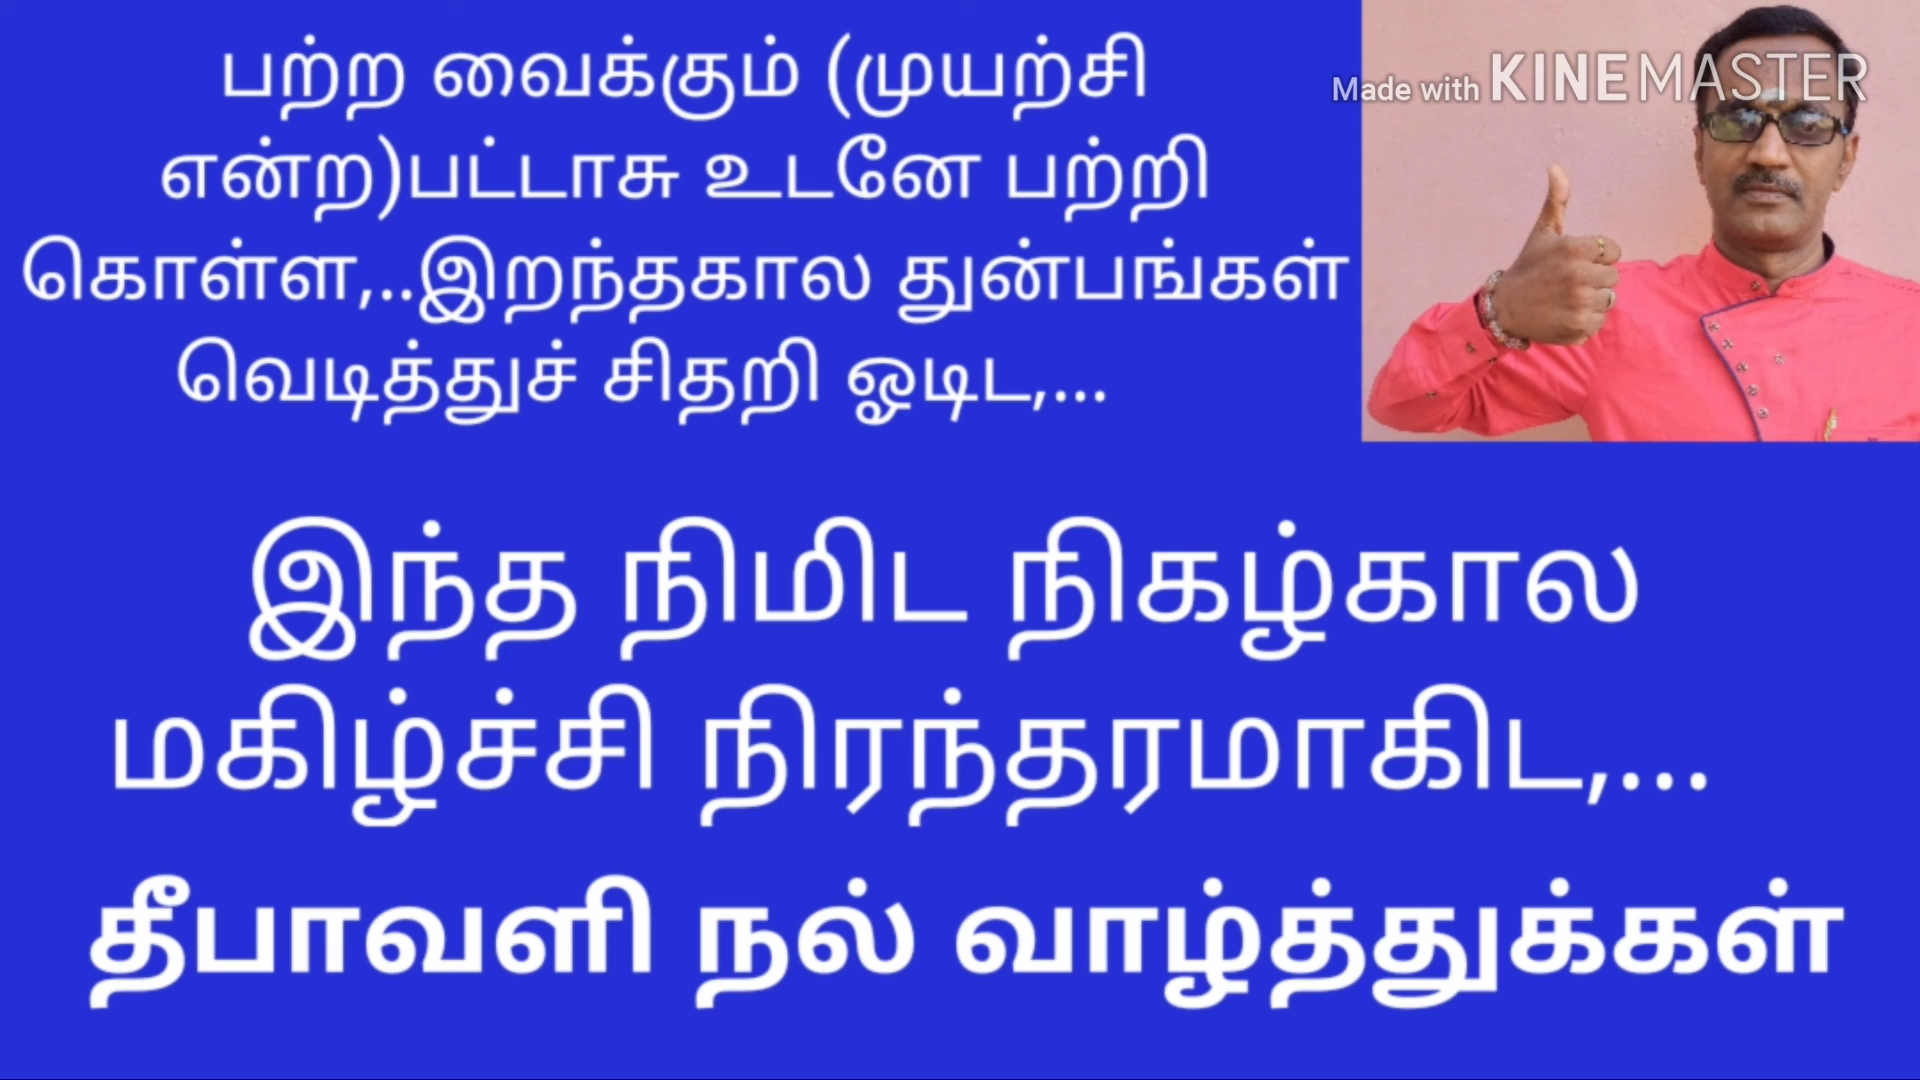 பற்ற வைக்கும் (முயற்சி
என்ற)பட்டாசு உடனே பற்றி
கொள்ள,..இறந்தகால துன்பங்கள்
வெடித்துச் சிதறி ஓடிட,...
Made with KINEMASTER
இந்த நிமிட நிகழ்கால
மகிழ்ச்சி நிரந்தரமாகிட,...
தீபாவளி நல் வாழ்த்துக்கள்